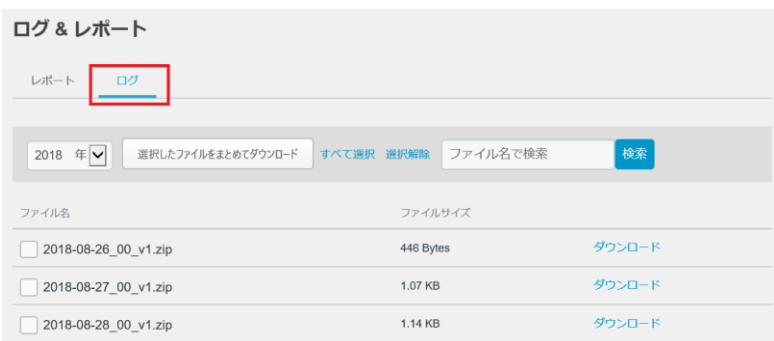 ログ & レポート
レポート ログ
2018 年 選択したファイルをまとめてダウンロード すべて選択 選択解除 ファイル名で検索 検索
ファイル名 ファイルサイズ
2018-08-26_00_v1.zip 446 Bytes ダウンロード
2018-08-27_00_v1.zip 1.07 KB ダウンロード
2018-08-28_00_v1.zip 1.14 KB ダウンロード